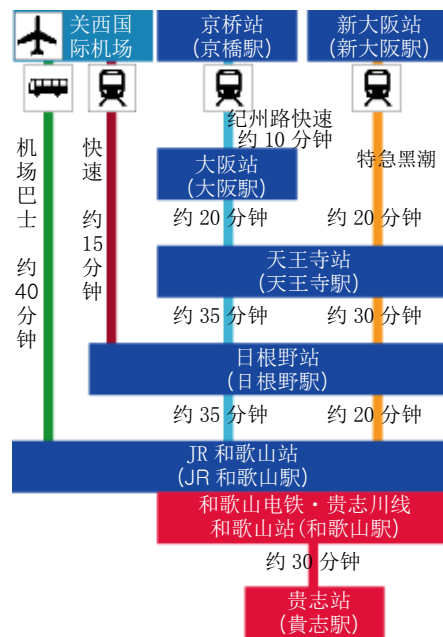 关西国
际机场
京桥站
(京橋駅)
新大阪站
(新大阪駅)
纪州路快速
约 10 分钟
机场巴士 约40分钟
快速 约15分钟
特急黑潮
大阪站
(大阪駅)
约 20 分钟
约 20 分钟
天王寺站
(天王寺駅)
约 35 分钟
约 30 分钟
日根野站
(日根野駅)
约 35 分钟
约 20 分钟
JR 和歌山站
(JR 和歌山駅)
和歌山电铁・贵志川线
和歌山站(和歌山駅)
约 30 分钟
贵志站
(貴志駅)